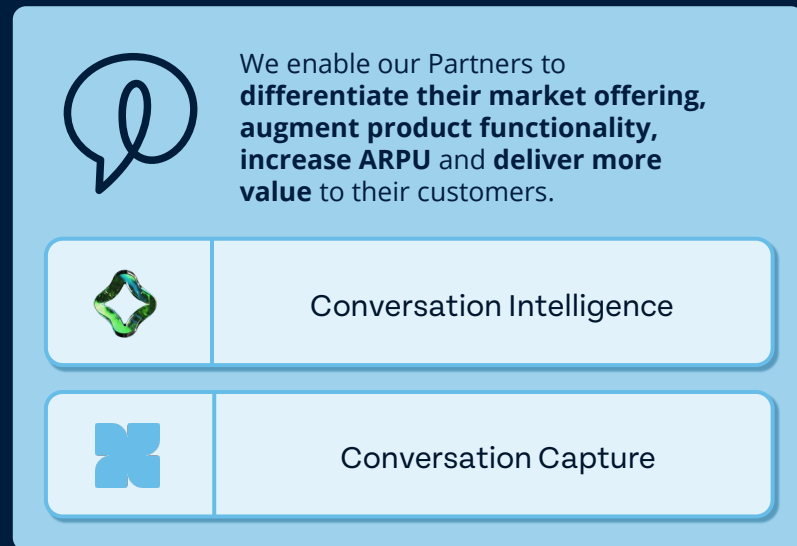 We enable our Partners to
differentiate their market offering,
augment product functionality,
increase ARPU and deliver more
value to their customers.
Conversation Intelligence
Conversation Capture